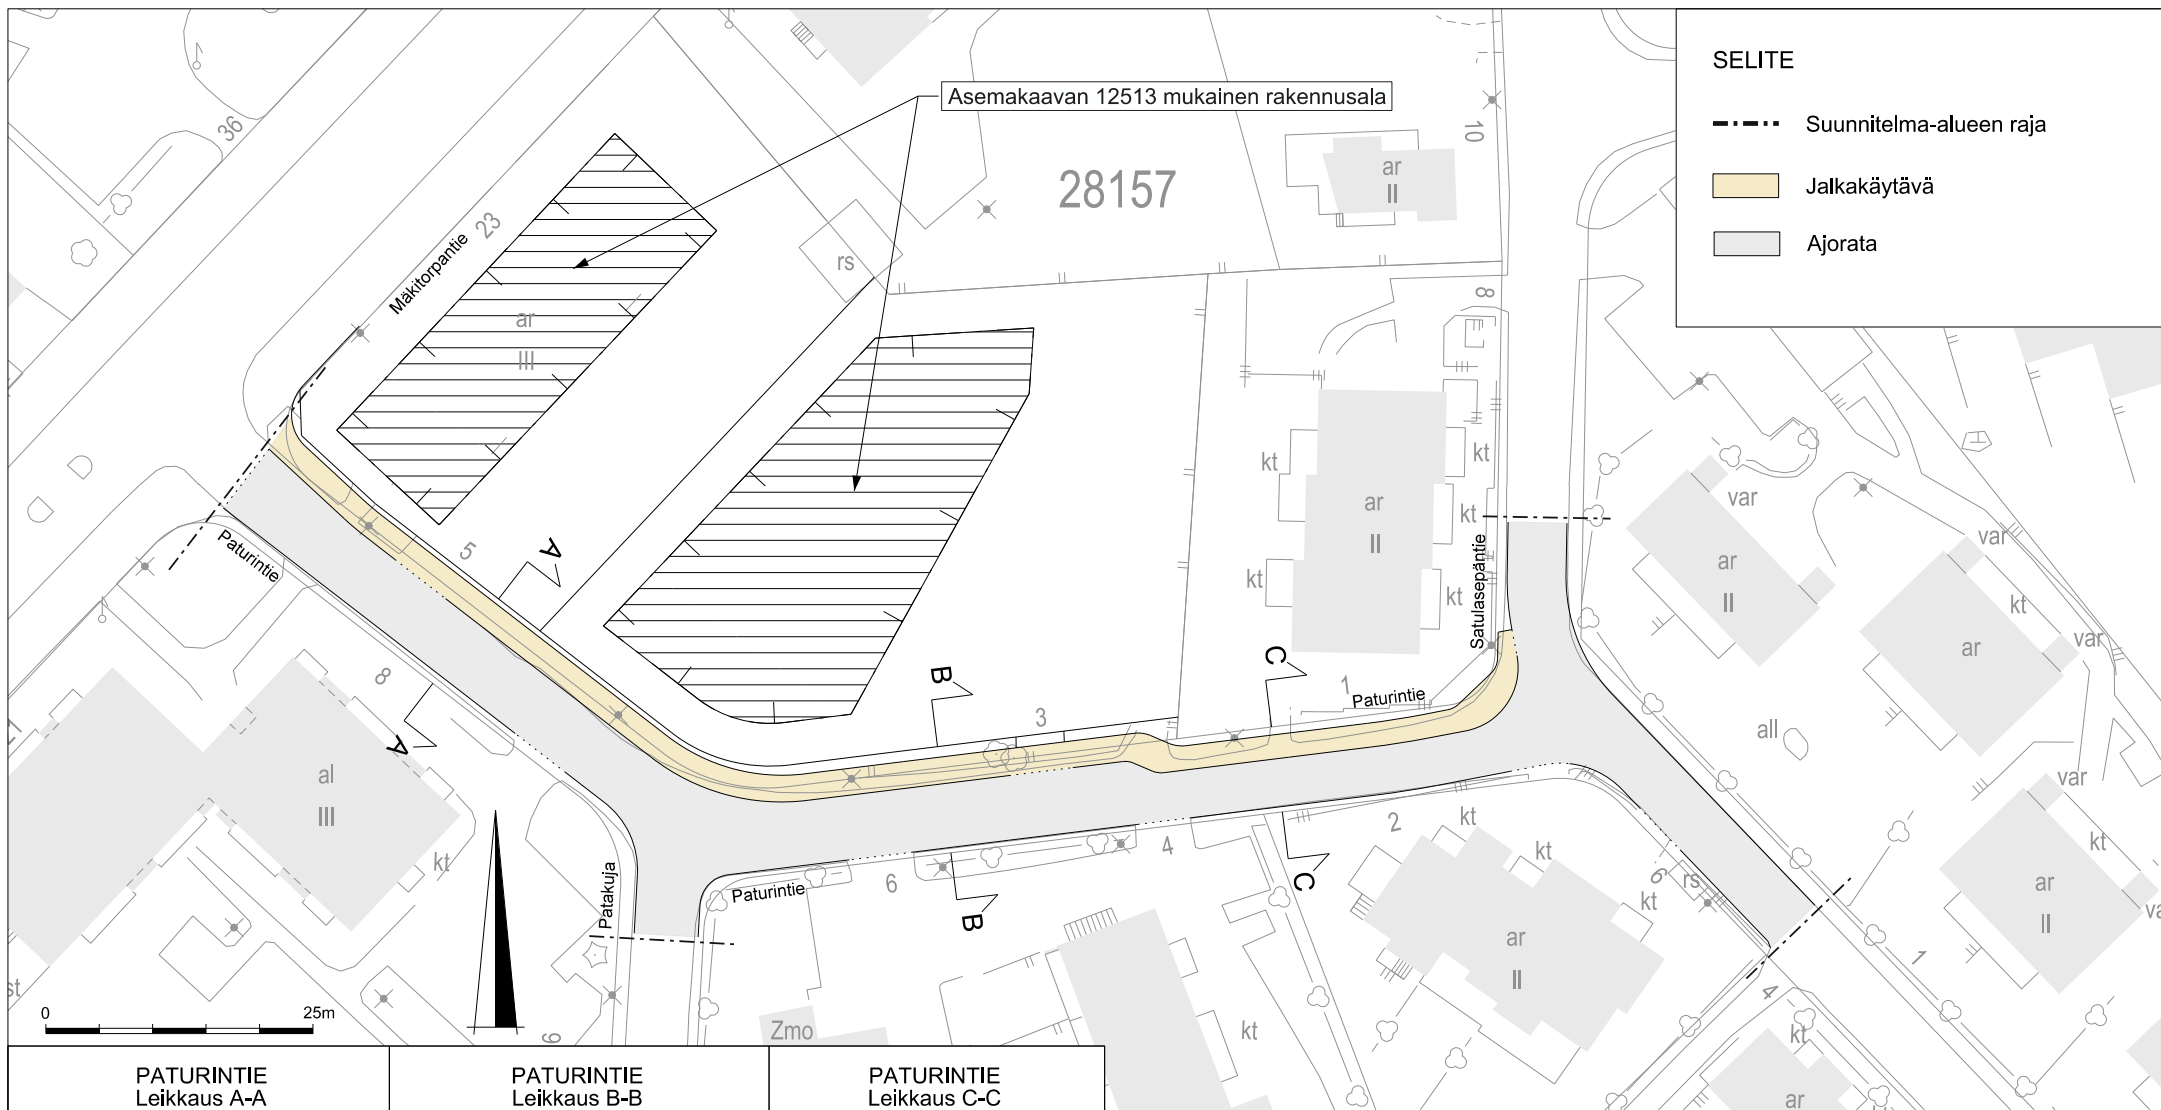 SELITE
Suunnitelma-alueen raja
Jalkakäytävä
Ajorata
Asemakaavan 12513 mukainen rakennusala
36
23
Mäkitorpantie
ar
III
rs
28157
10
ar
II
8
5
A
Paturintie
8
A
al
III
kt
21
st
B
3
C
1
Paturintie
Satulasepäntie
kt
kt
ar
II
kt
kt
kt
var
ar
II
var
kt
ar
var
all
var
kt
ar
II
va
1
4
kt
ar
Patakuja
Paturintie
6
B
4
C
2
kt
kt
kt
6
rs
ar
II
kt
Zmo
9
0
25m
PATURINTIE
Leikkaus A-A
PATURINTIE
Leikkaus B-B
PATURINTIE
Leikkaus C-C